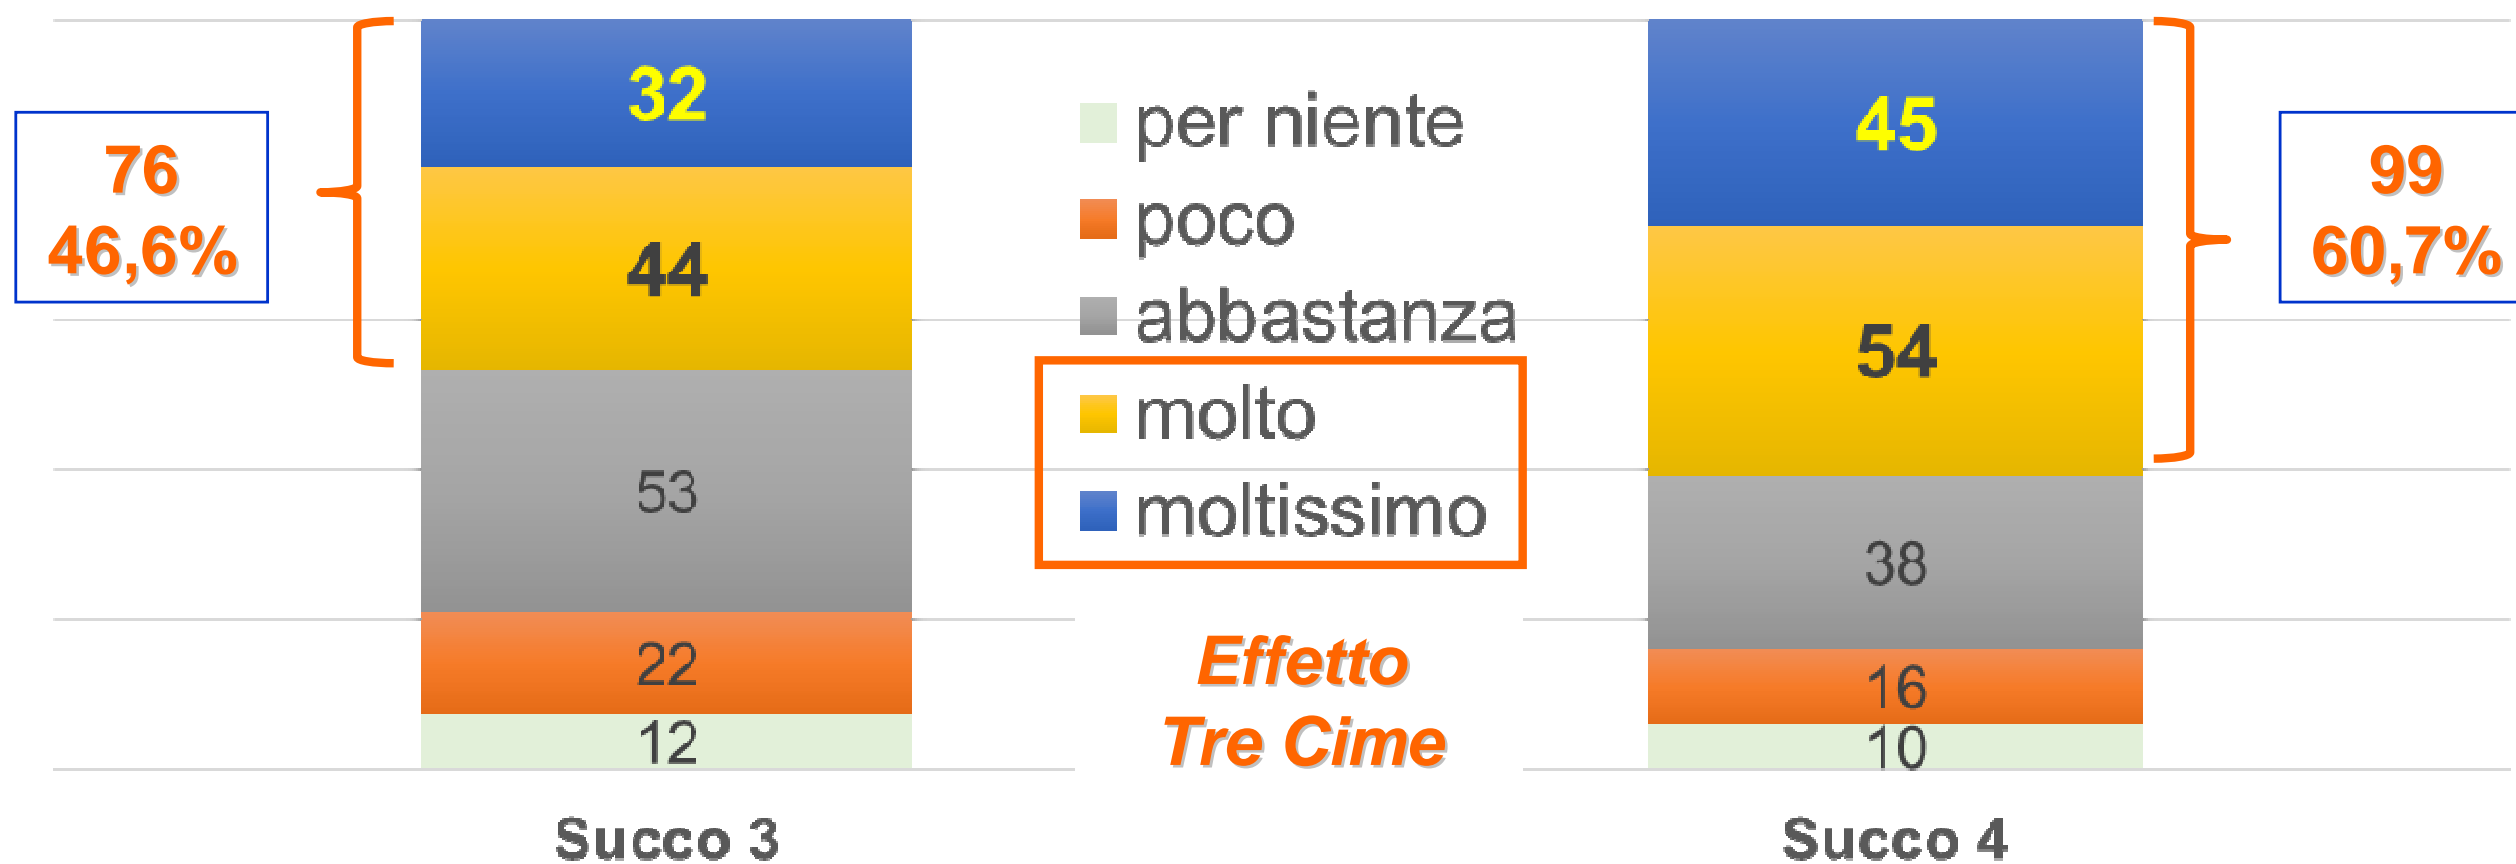 76
46,6%
32
44
53
22
12
Succo 3
per niente
poco
abbastanza
molto
moltissimo
Effetto
Tre Cime
45
54
38
16
10
Succo 4
99
60,7%